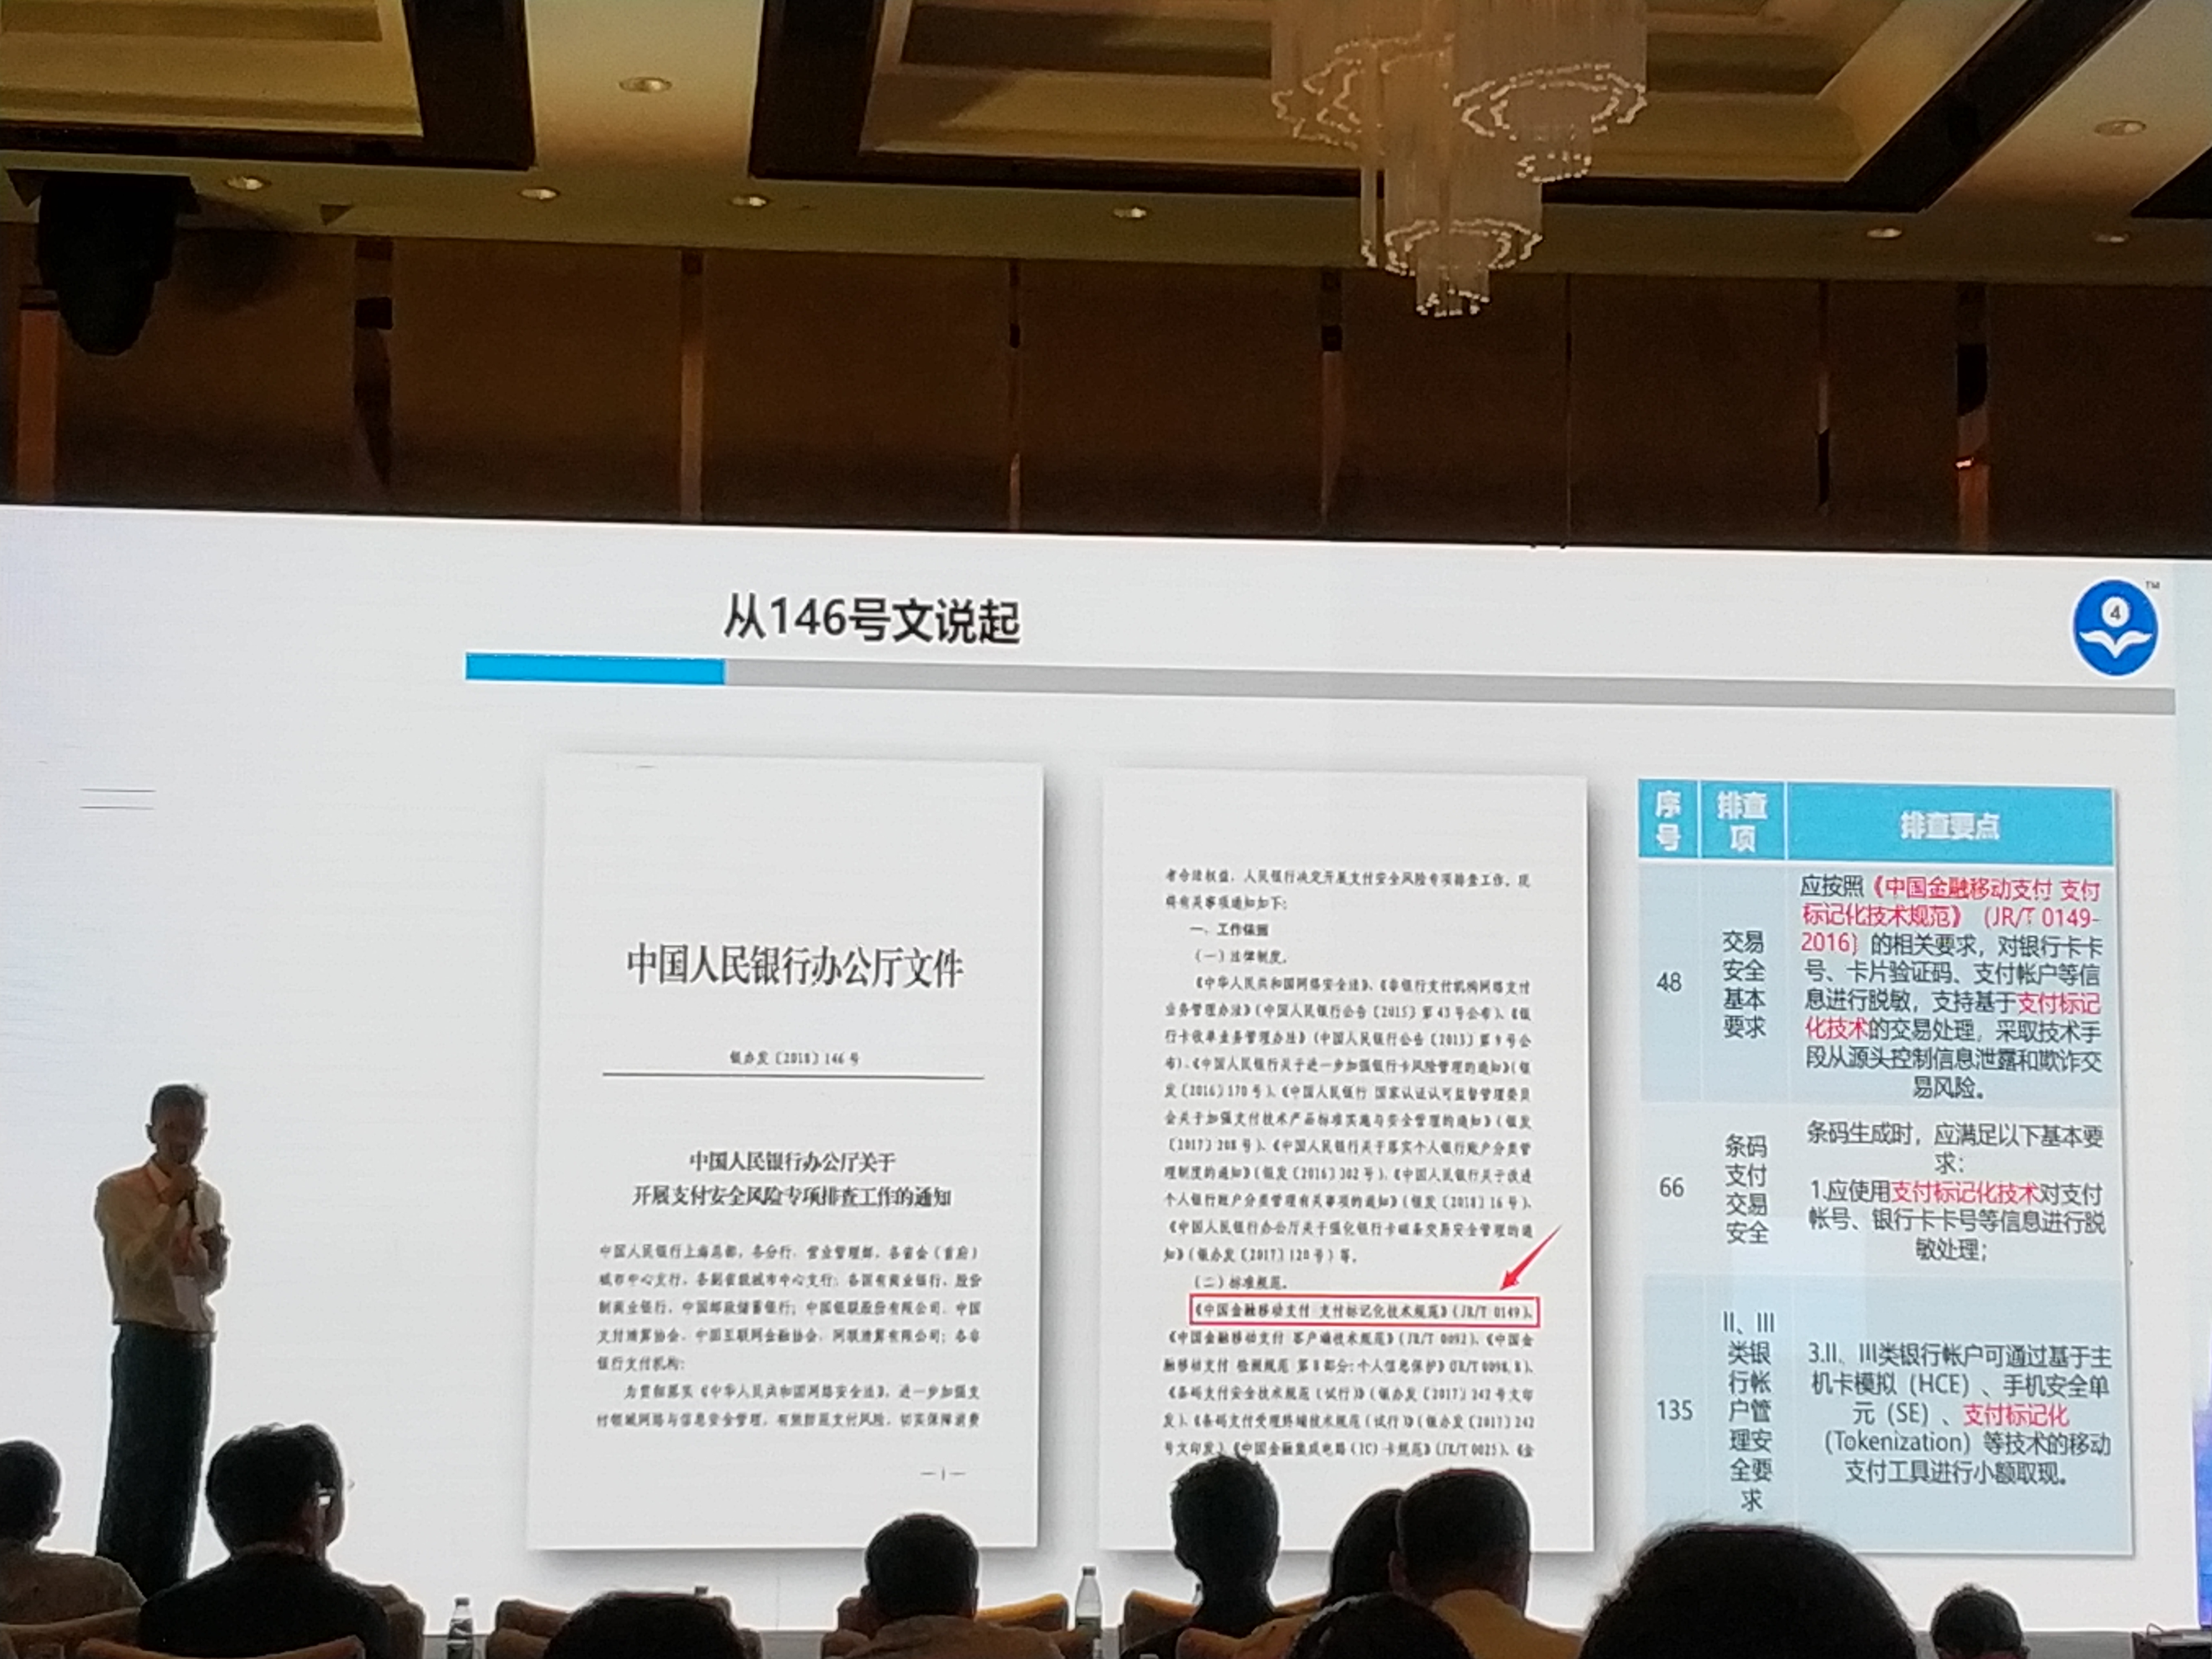 从146号文说起
TM
4
中国人民银行办公厅文件
银办发〔2018〕146号
中国人民银行办公厅关于
开展支付安全风险专项排查工作的通知
中国人民银行上海总部,各分行、营业管理部,各省会(首府)
城市中心支行,各副省级城市中心支行;各国有商业银行、股份
制商业银行,中国邮政储蓄银行;中国银联股份有限公司、中国
支付清算协会、中国互联网金融协会、网联清算有限公司;各非
银行支付机构:
为贯彻落实《中华人民共和国网络安全法》,进一步加强支
付领域网络与信息安全管理,有效防范支付风险,切实保障消费
—1—
者合法权益,人民银行决定开展支付安全风险专项排查工作。现
将有关事项通知如下:
一、工作依据
(一)法律制度。
《中华人民共和国网络安全法》、《非银行支付机构网络支付
业务管理办法》(中国人民银行公告〔2015〕第43号公布)、《银
行卡收单业务管理办法》(中国人民银行公告〔2013〕第9号公
布)、《中国人民银行关于进一步加强银行卡风险管理的通知》(银
发〔2016〕170号)、《中国人民银行 国家认证认可监督管理委员
会关于加强支付技术产品标准实施与安全管理的通知》(银发
〔2017〕208号)、《中国人民银行关于落实个人银行账户分类管
理制度的通知》(银发〔2016〕302号)、《中国人民银行关于改进
个人银行账户分类管理有关事项的通知》(银发〔2018〕16号)、
《中国人民银行办公厅关于强化银行卡磁条交易安全管理的通
知》(银办发〔2017〕120号)等。
(二)标准规范。
《中国金融移动支付 支付标记化技术规范》(JR/T 0149)、
《中国金融移动支付 客户端技术规范》(JR/T 0092)、《中国金
融移动支付 检测规范 第8部分:个人信息保护》(JR/T 0098.8)、
《条码支付安全技术规范(试行)》(银办发〔2017〕242号文印
发)、《条码支付受理终端技术规范(试行)》(银办发〔2017〕242
号文印发)、《中国金融集成电路(IC)卡规范》(JR/T 0025)、《金
序号 排查项 排查要点
48
交易
安全
基本
要求
应按照《中国金融移动支付 支付
标记化技术规范》(JR/T 0149-
2016)的相关要求,对银行卡卡
号、卡片验证码、支付帐户等信
息进行脱敏,支持基于支付标记
化技术的交易处理,采取技术手
段从源头控制信息泄露和欺诈交
易风险。
66
条码
支付
交易
安全
条码生成时,应满足以下基本要
求:
1.应使用支付标记化技术对支付
帐号、银行卡卡号等信息进行脱
敏处理;
135
II、III
类银
行帐
户管
理安
全要
求
3.II、III类银行帐户可通过基于主
机卡模拟(HCE)、手机安全单
元(SE)、支付标记化
(Tokenization)等技术的移动
支付工具进行小额取现。